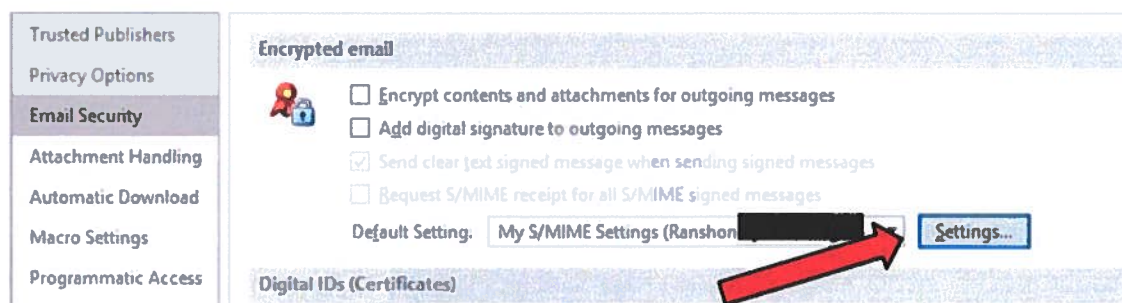 Trusted Publishers
Privacy Options
Email Security
Attachment Handling
Automatic Download
Macro Settings
Programmatic Access
Encrypted email
Encrypt contents and attachments for outgoing messages
Add digital signature to outgoing messages
Send clear text signed message when sending signed messages
Request S/MIME receipt for all S/MIME signed messages
Default Setting: My S/MIME Settings (Ranshon Settings...
Digital IDs (Certificates)